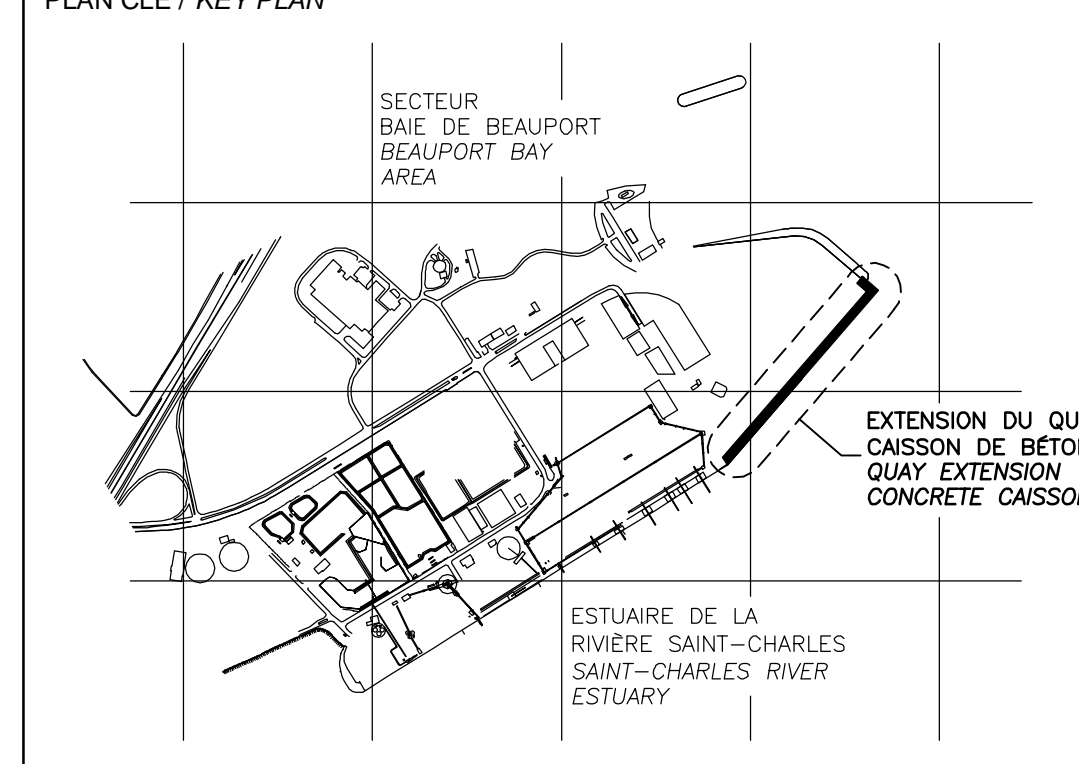 PLAN CLÉ / KEY PLAN
SECTEUR
BAIE DE BEAUPORT
BEAUPORT BAY
AREA
EXTENSION DU QU
CAISSON DE BÉTO
QUAY EXTENSION
CONCRETE CAISSO
ESTUAIRE DE LA
RIVIÈRE SAINT-CHARLES
SAINT-CHARLES RIVER
ESTUARY